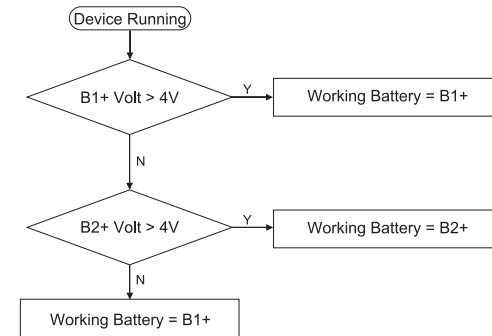 Device Running
B1+ Volt > 4V
Y
Working Battery = B1+
N
B2+ Volt > 4V
Y
Working Battery = B2+
N
Working Battery = B1+